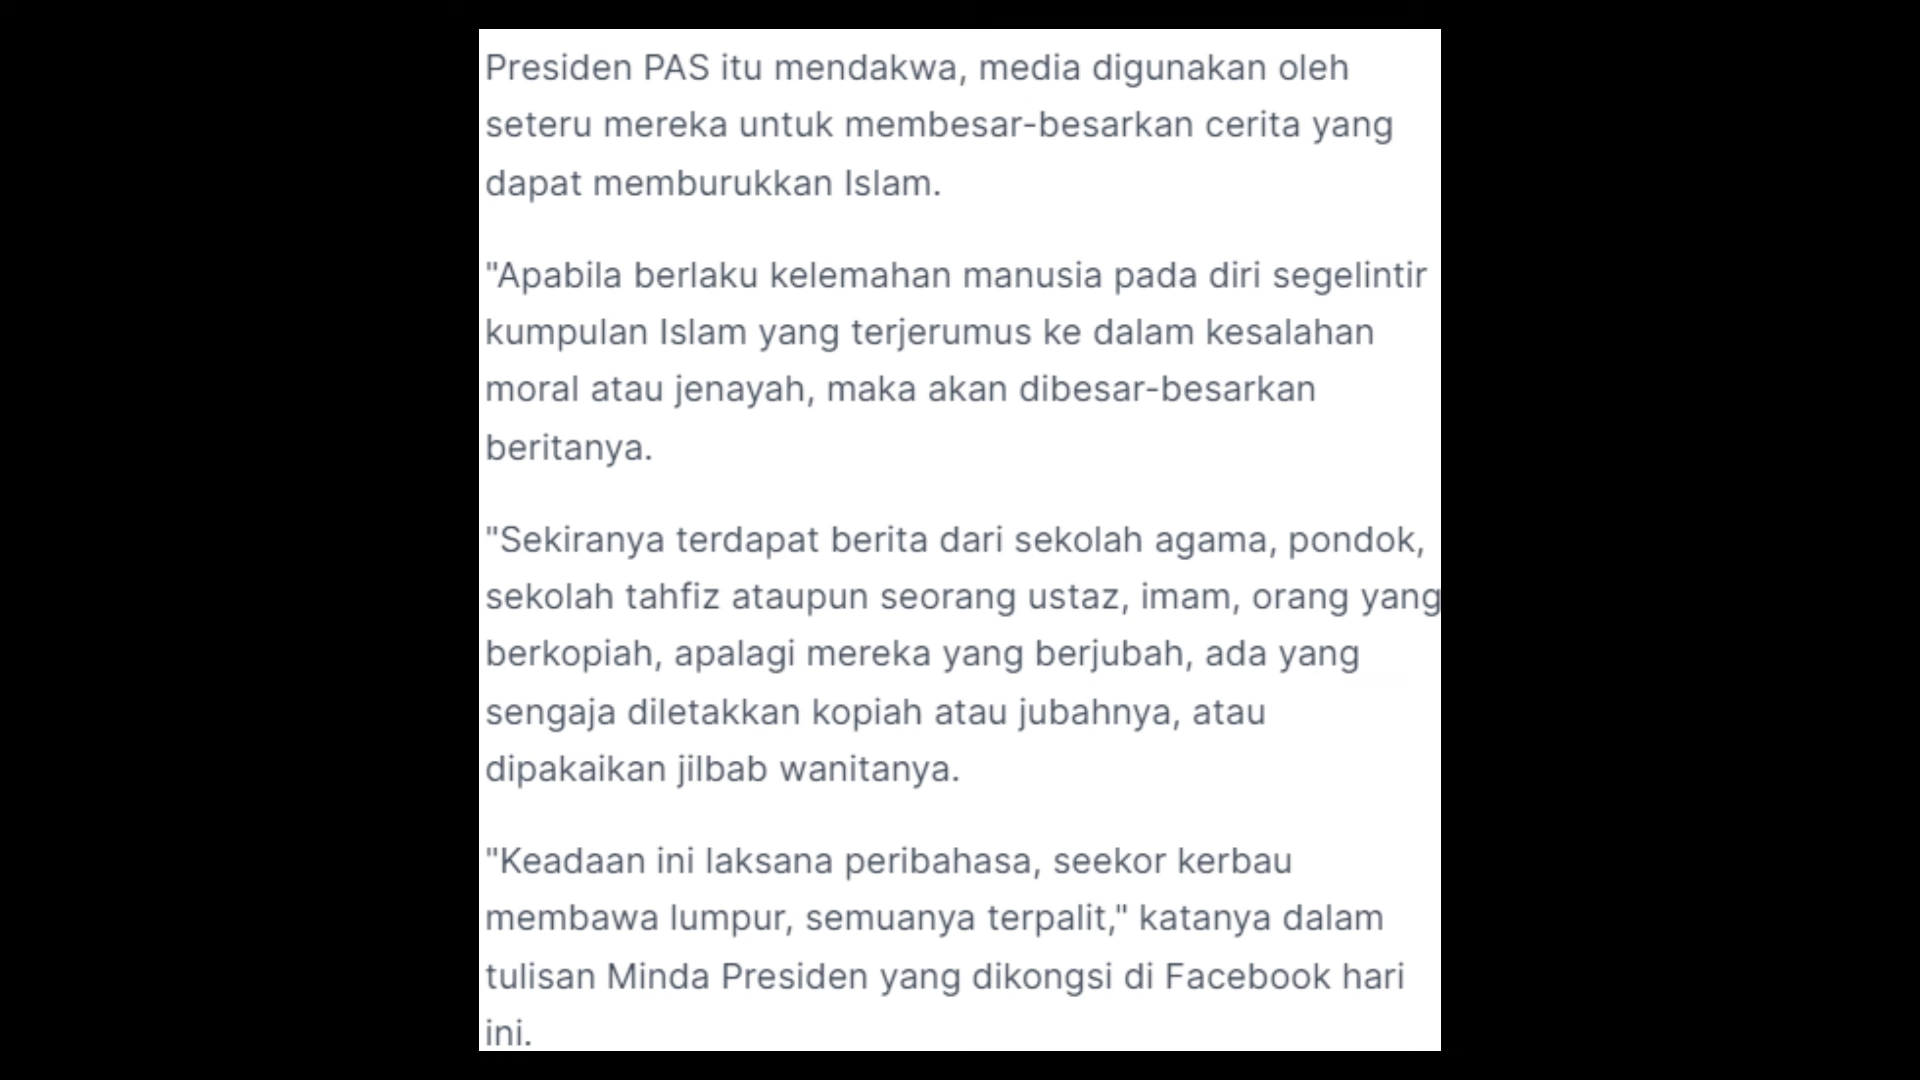 Presiden PAS itu mendakwa, media digunakan oleh
seteru mereka untuk membesar-besarkan cerita yang
dapat memburukkan Islam.
"Apabila berlaku kelemahan manusia pada diri segelintir
kumpulan Islam yang terjerumus ke dalam kesalahan
moral atau jenayah, maka akan dibesar-besarkan
beritanya.
"Sekiranya terdapat berita dari sekolah agama, pondok,
sekolah tahfiz ataupun seorang ustaz, imam, orang yang
berkopiah, apalagi mereka yang berjubah, ada yang
sengaja diletakkan kopiah atau jubahnya, atau
dipakaikan jilbab wanitanya.
"Keadaan ini laksana peribahasa, seekor kerbau
membawa lumpur, semuanya terpalit," katanya dalam
tulisan Minda Presiden yang dikongsi di Facebook hari
ini.